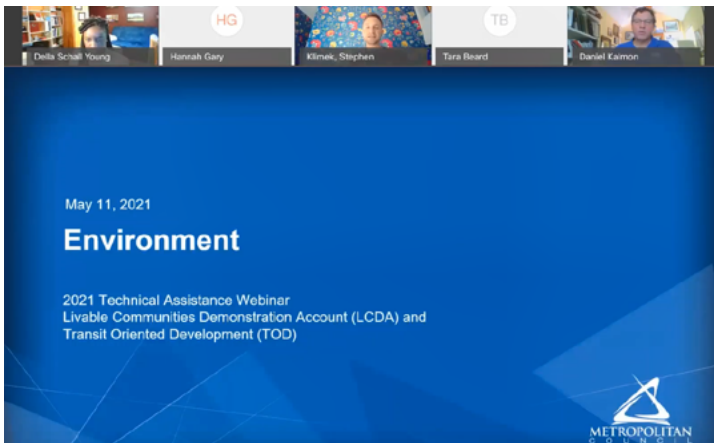 HG
TB
Della Schall Young
Hannah Gary
Klimek, Stephen
Tara Beard
Daniel Kaimon
May 11, 2021
Environment
2021 Technical Assistance Webinar
Livable Communities Demonstration Account (LCDA) and
Transit Oriented Development (TOD)
METROPOLITAN
COUNCIL